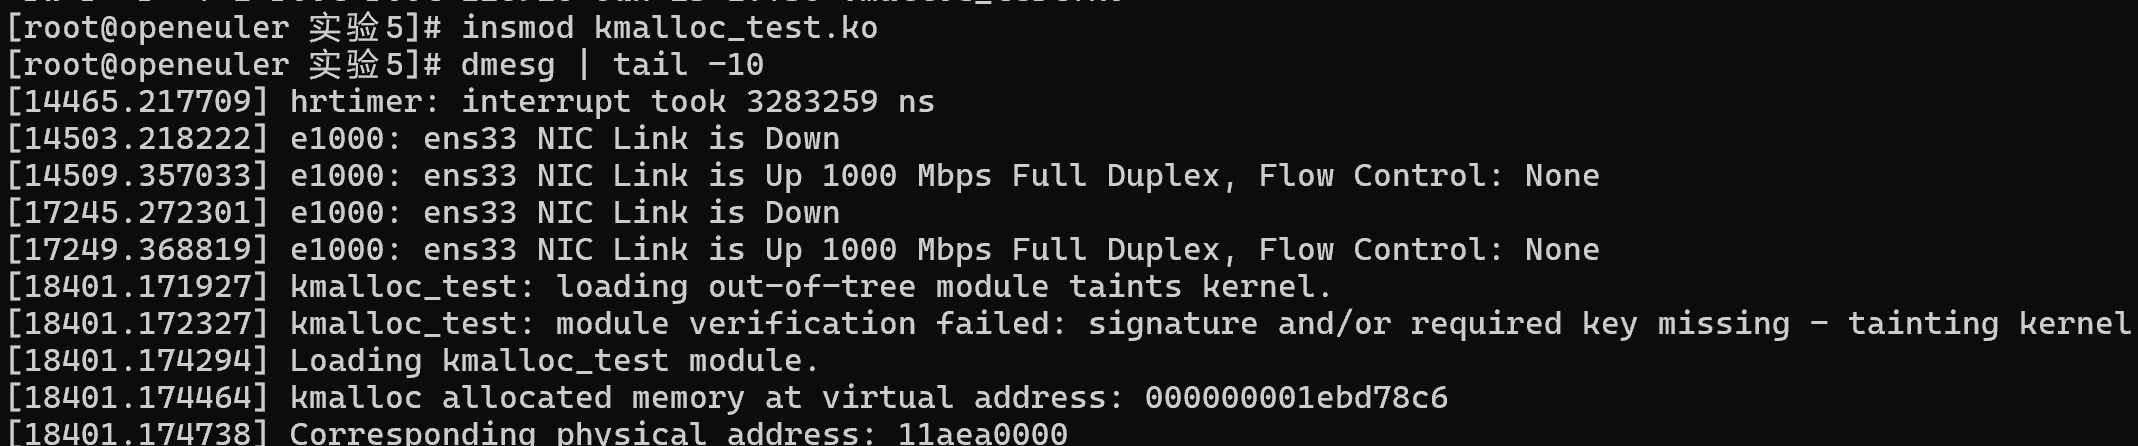 [root@openeuler 实验5]# insmod kmalloc_test.ko
[root@openeuler 实验5]# dmesg | tail -10
[14465.217709] hrtimer: interrupt took 3283259 ns
[14503.218222] e1000: ens33 NIC Link is Down
[14509.357033] e1000: ens33 NIC Link is Up 1000 Mbps Full Duplex, Flow Control: None
[17245.272301] e1000: ens33 NIC Link is Down
[17249.368819] e1000: ens33 NIC Link is Up 1000 Mbps Full Duplex, Flow Control: None
[18401.171927] kmalloc_test: loading out-of-tree module taints kernel.
[18401.172327] kmalloc_test: module verification failed: signature and/or required key missing - tainting kernel
[18401.174294] Loading kmalloc_test module.
[18401.174464] kmalloc allocated memory at virtual address: 000000001ebd78c6
[18401.174738] Corresponding physical address: 11aea0000